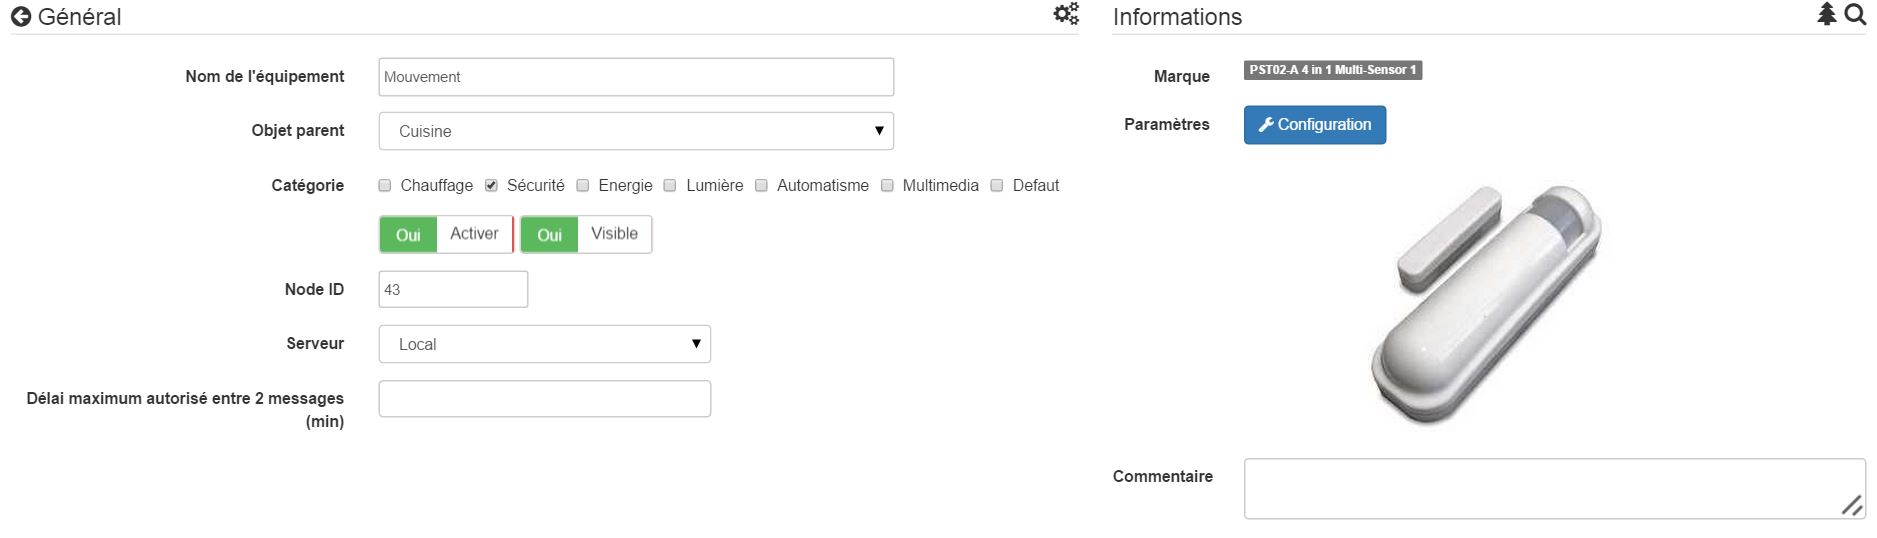 Général
Nom de l'équipement
Mouvement
Objet parent
Cuisine
Catégorie
Chauffage Sécurité Energie Lumière Automatisme Multimedia Defaut
Oui Activer Oui Visible
Node ID
43
Serveur
Local
Délai maximum autorisé entre 2 messages
(min)
Informations
Marque
PST02-A 4 in 1 Multi-Sensor 1
Paramètres
Configuration
Commentaire